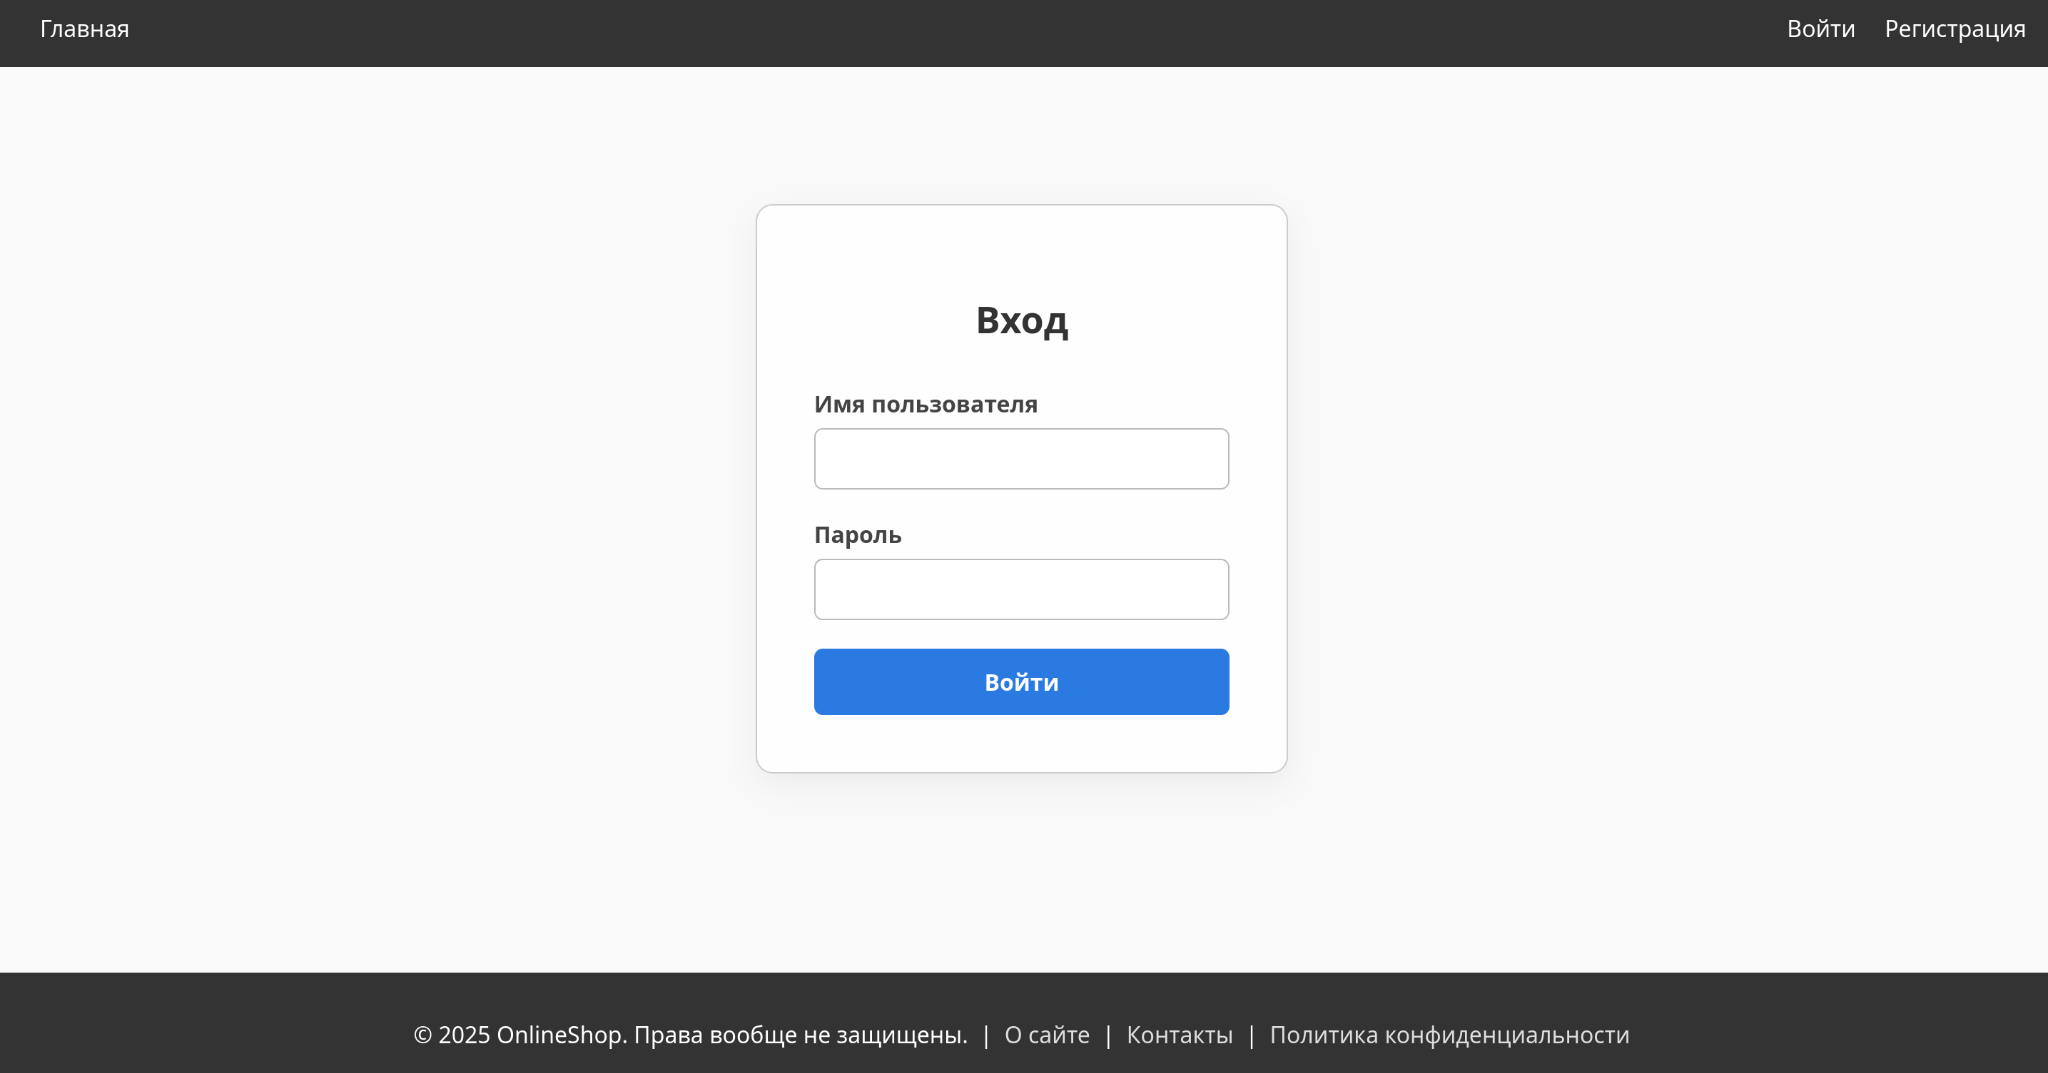 Главная
Войти Регистрация
Вход
Имя пользователя
Пароль
Войти
© 2025 OnlineShop. Права вообще не защищены. | О сайте | Контакты | Политика конфиденциальности